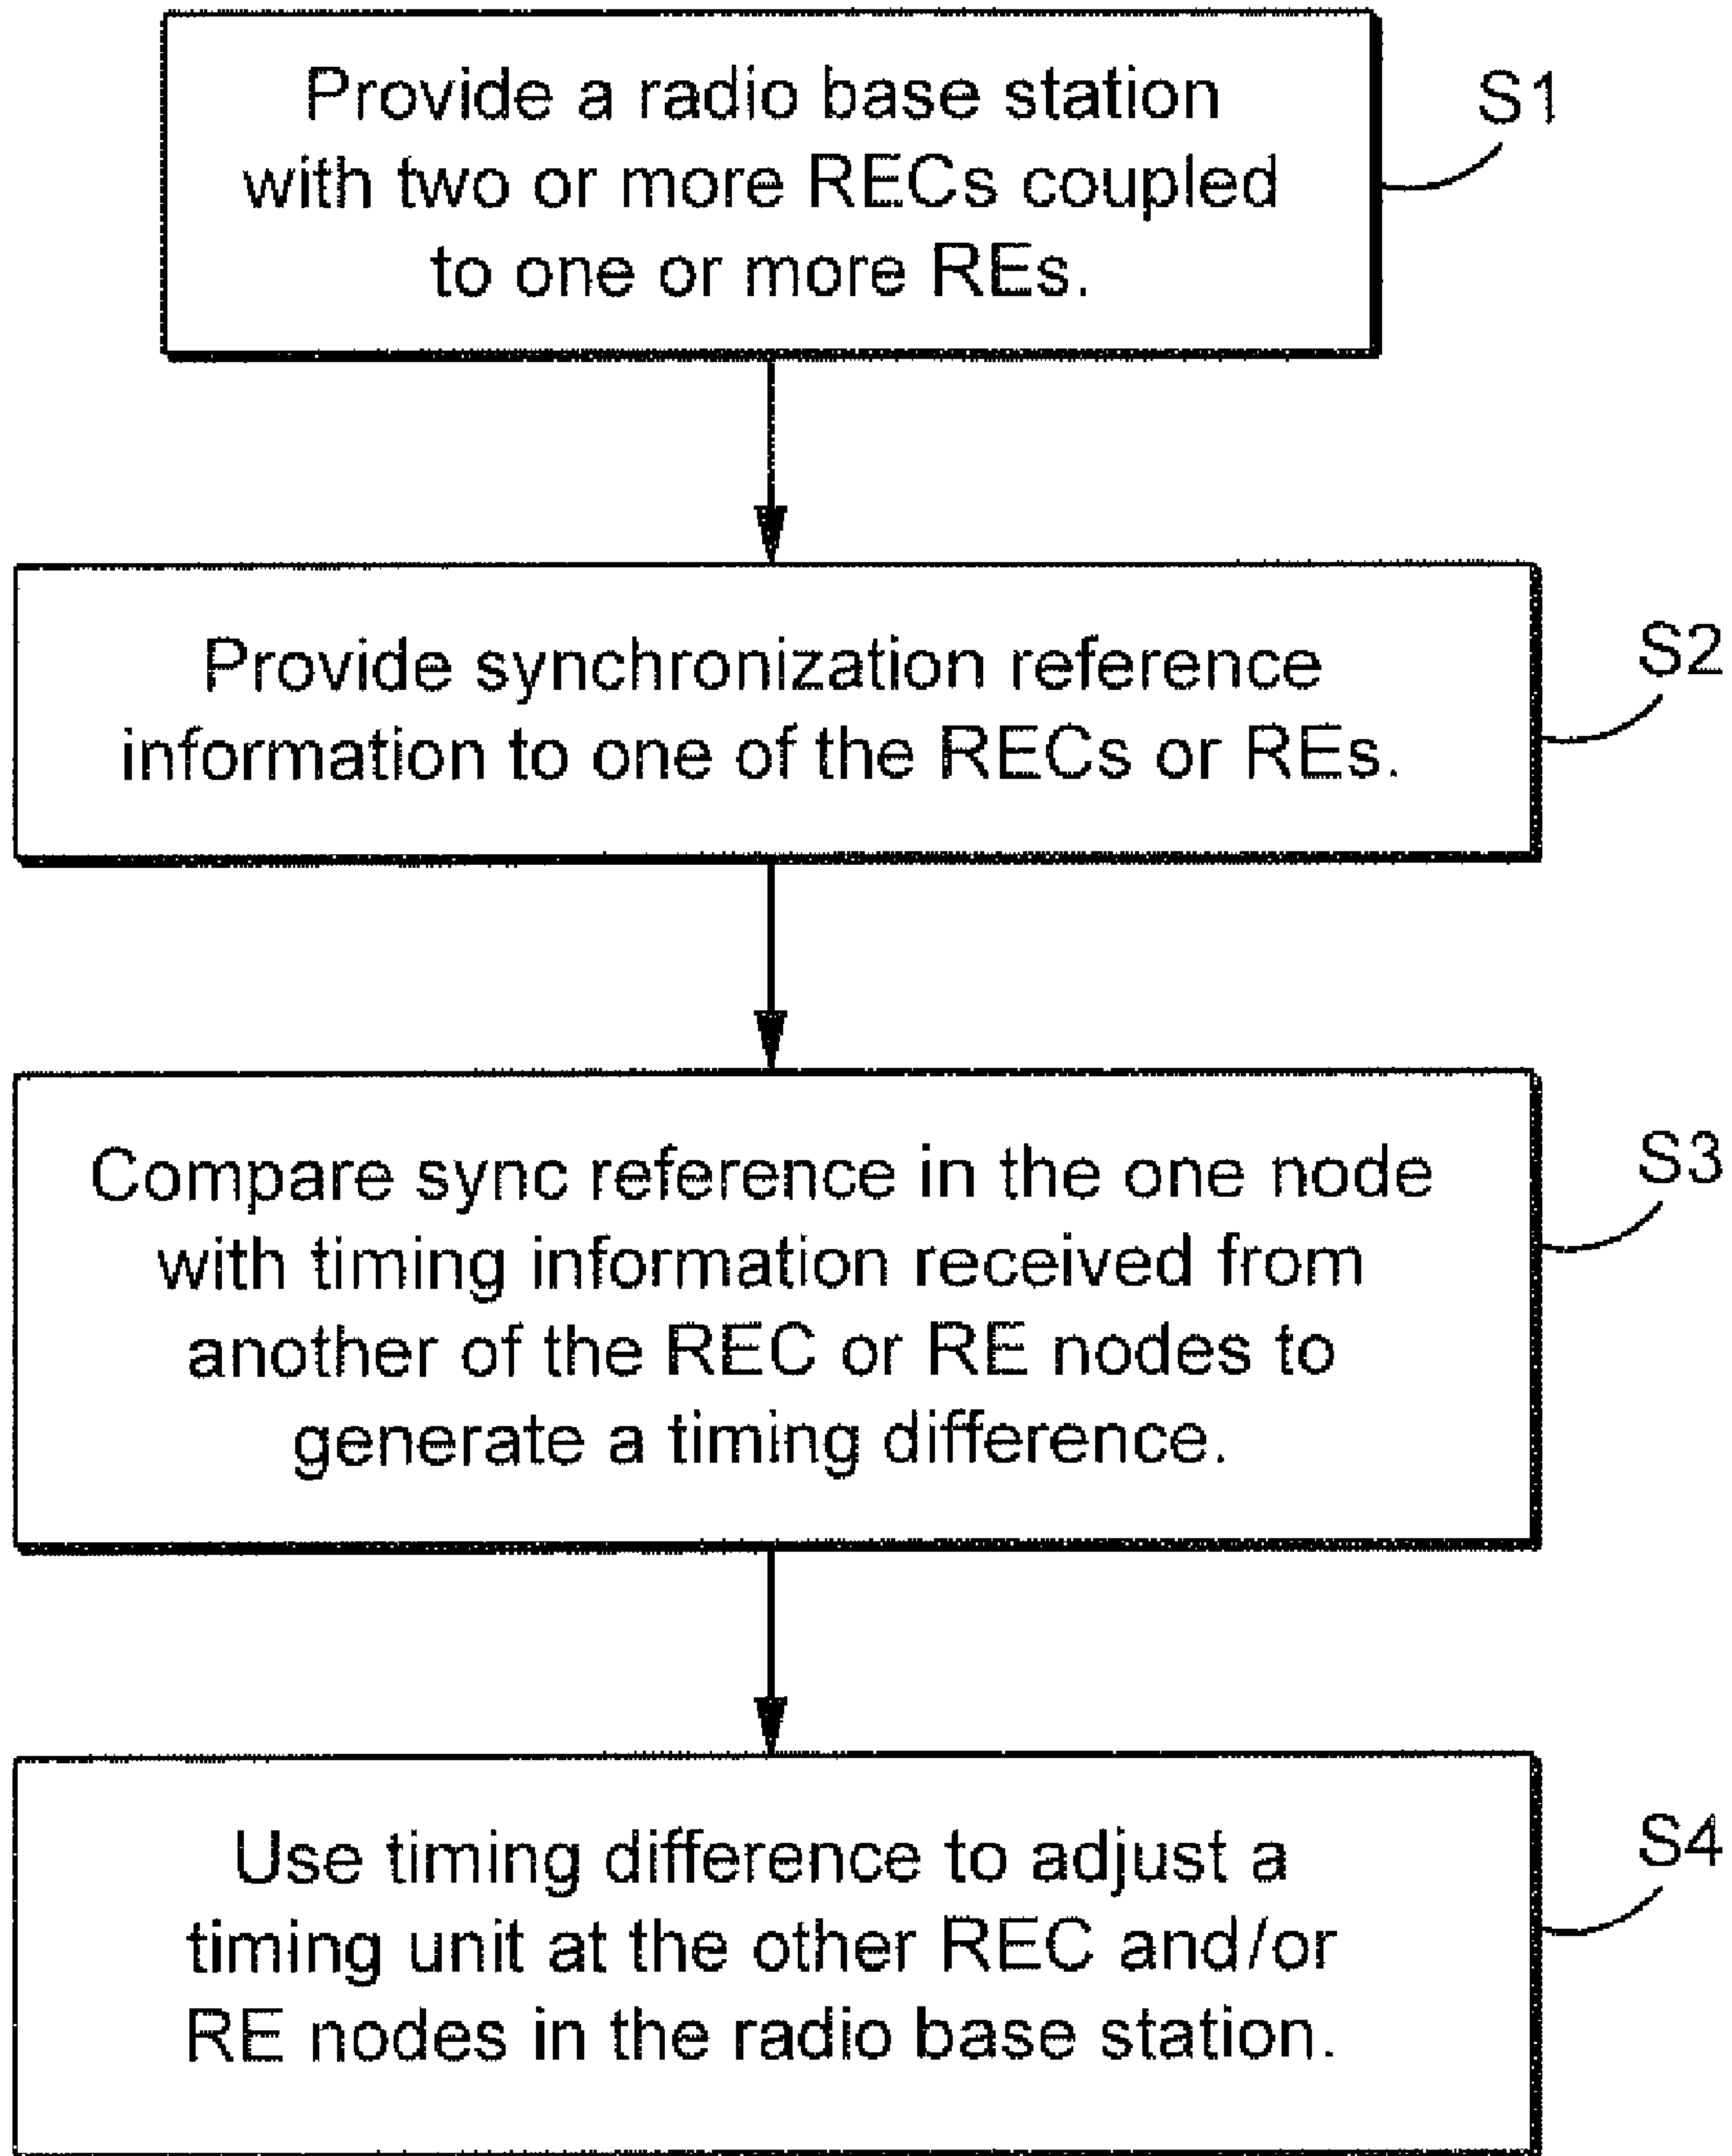 Provide a radio base station
with two or more RECs coupled
to one or more REs.
S1
Provide synchronization reference
information to one of the RECs or REs.
S2
Compare sync reference in the one node
with timing information received from
another of the REC or RE nodes to
generate a timing difference.
S3
Use timing difference to adjust a
timing unit at the other REC and/or
RE nodes in the radio base station.
S4